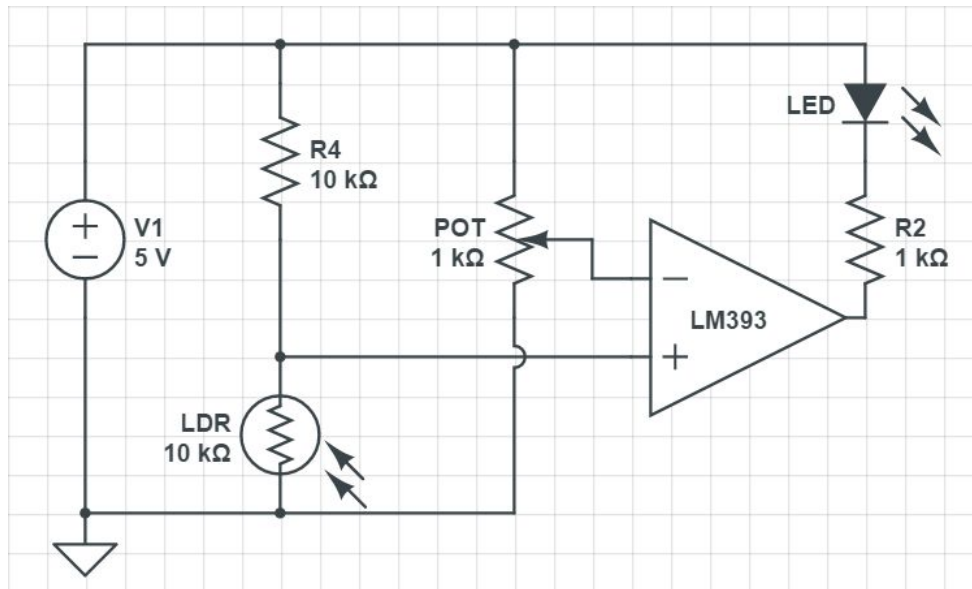 LED
R4
10 kΩ
V1
5 V
POT
1 kΩ
R2
1 kΩ
LM393
LDR
10 kΩ